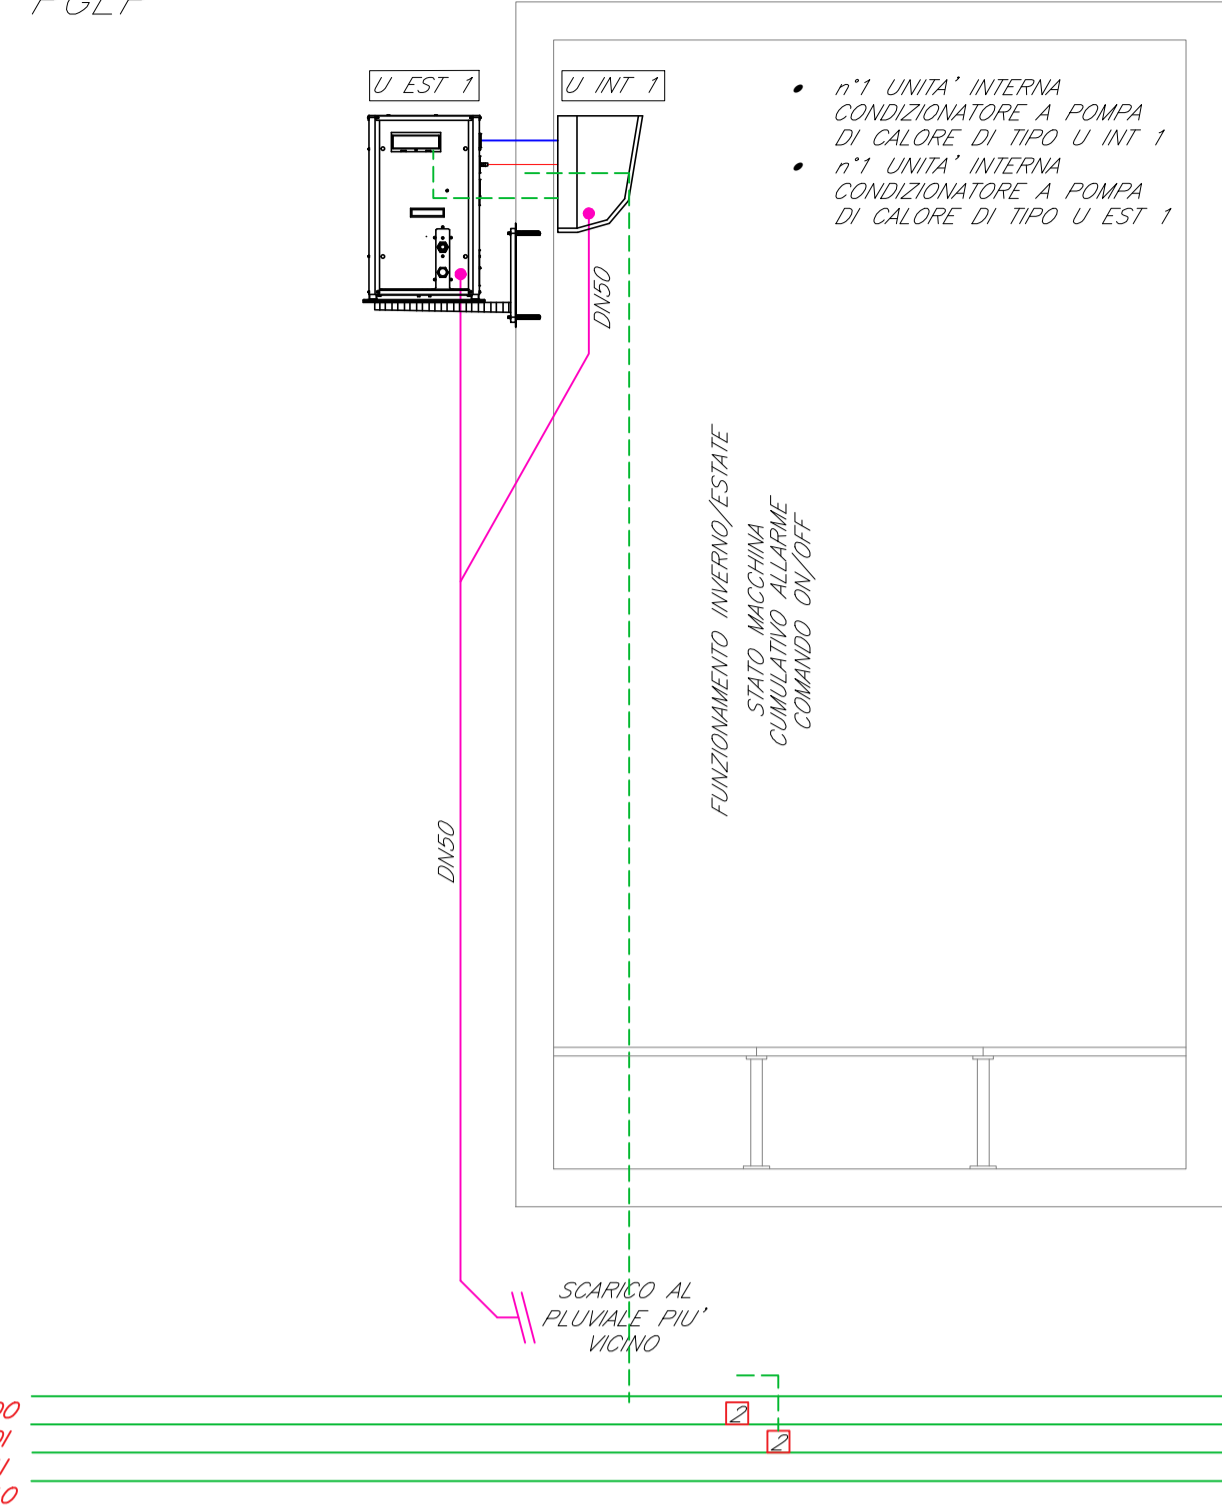 U EST 1
U INT 1
• n°1 UNITA' INTERNA
CONDIZIONATORE A POMPA
DI CALORE DI TIPO U INT 1
• n°1 UNITA' INTERNA
CONDIZIONATORE A POMPA
DI CALORE DI TIPO U EST 1
DN50
FUNZIONAMENTO INVERNO/ESTATE
STATO MACCHINA
CUMULATIVO ALLARME
COMANDO ON/OFF
DN50
SCARICO AL
PLUVIALE PIU'
VICINO
2
2